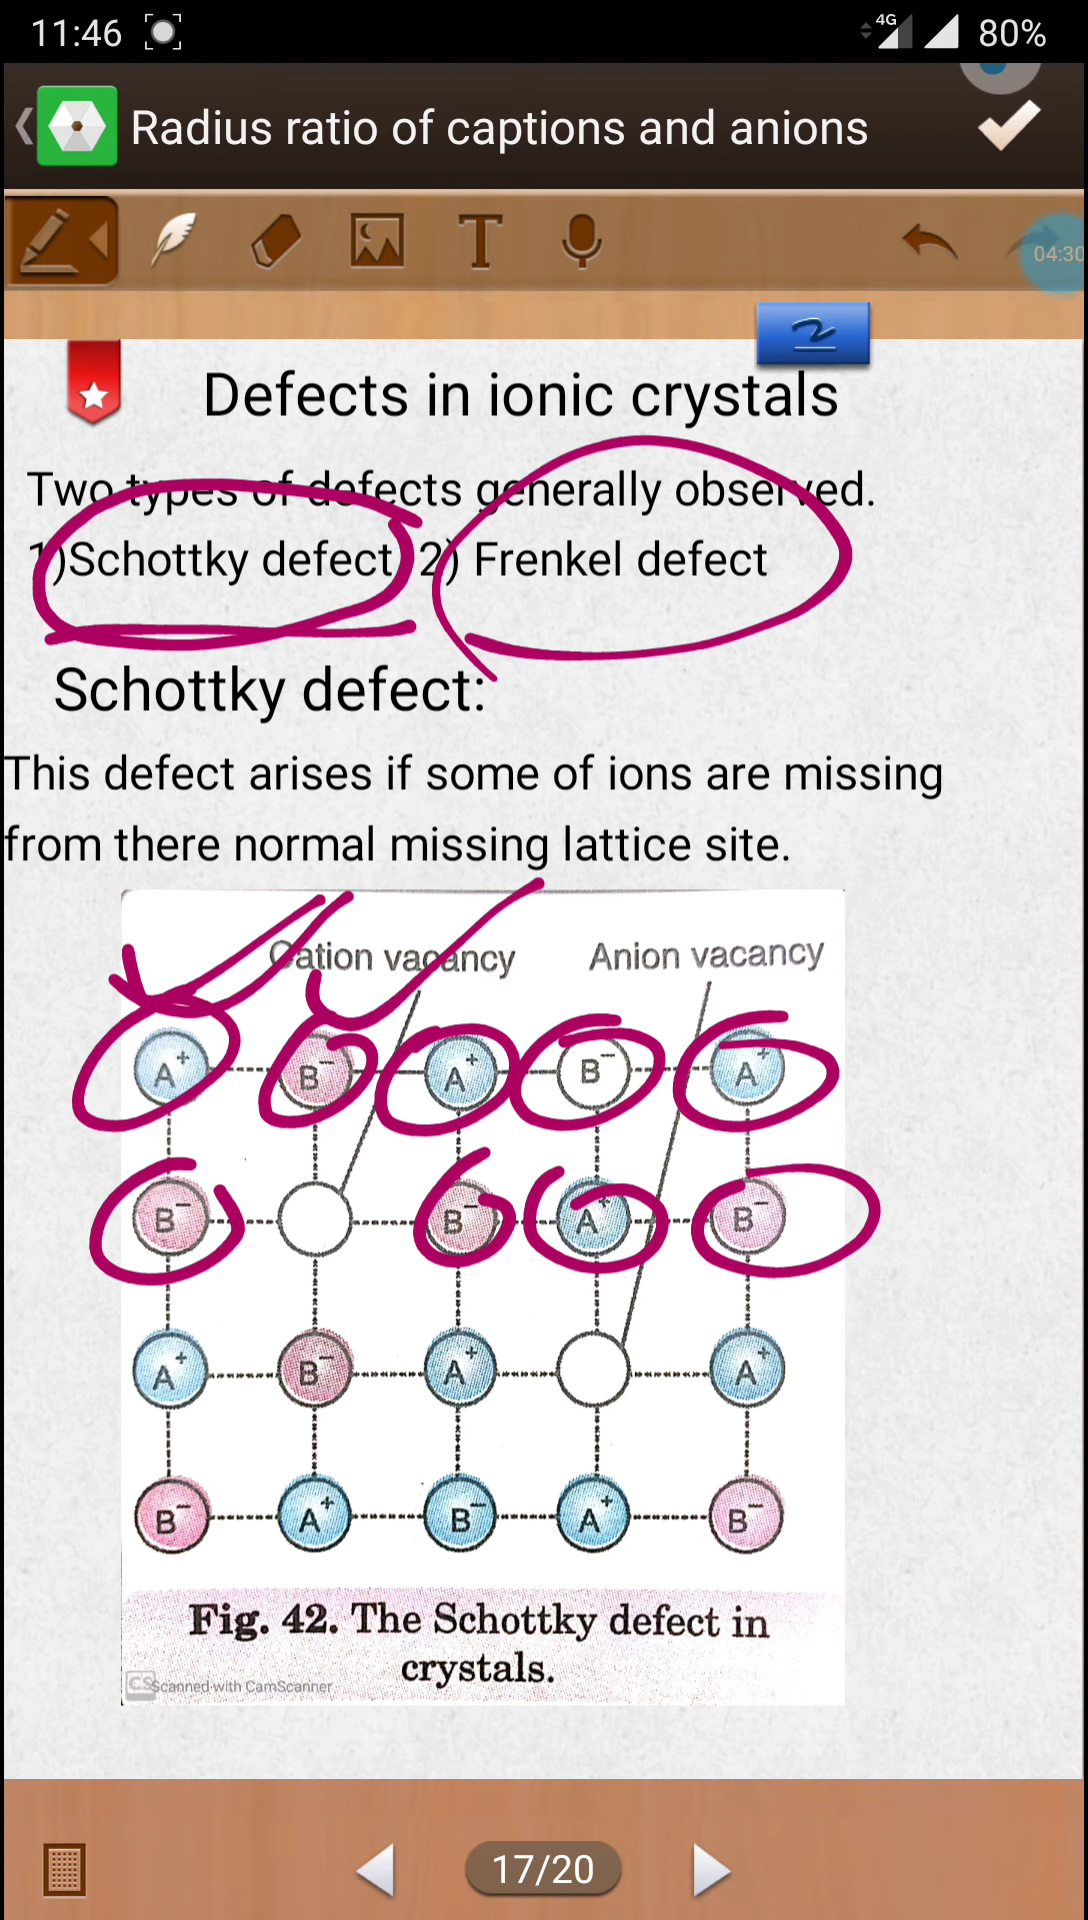 11:46
4G
80%
Radius ratio of captions and anions
T
04:30
Defects in ionic crystals
Two types of defects generally observed.
1)Schottky defect 2) Frenkel defect
Schottky defect:
This defect arises if some of ions are missing
from there normal missing lattice site.
Cation vacancy Anion vacancy
A+ B− A+ B− A+
B− B− A+ B−
A+ B− A+ A+
B− A+ B− A+ B−
Fig. 42. The Schottky defect in
crystals.
CS Scanned with CamScanner
17/20